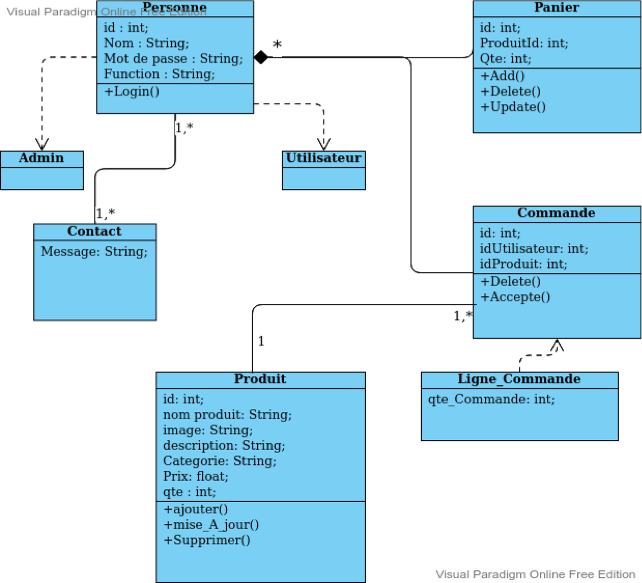 Visual Paradigm Online Free Edition
Personne
id : int;
Nom : String;
Mot de passe : String;
Function : String;
+Login()
*
Panier
id: int;
ProduitId: int;
Qte: int;
+Add()
+Delete()
+Update()
1,*
Admin
Utilisateur
1,*
Contact
Message: String;
Commande
id: int;
idUtilisateur: int;
idProduit: int;
+Delete()
+Accepte()
1,*
1
Produit
id: int;
nom produit: String;
image: String;
description: String;
Categorie: String;
Prix: float;
qte : int;
+ajouter()
+mise_A_jour()
+Supprimer()
Ligne_Commande
qte_Commande: int;
Visual Paradigm Online Free Edition